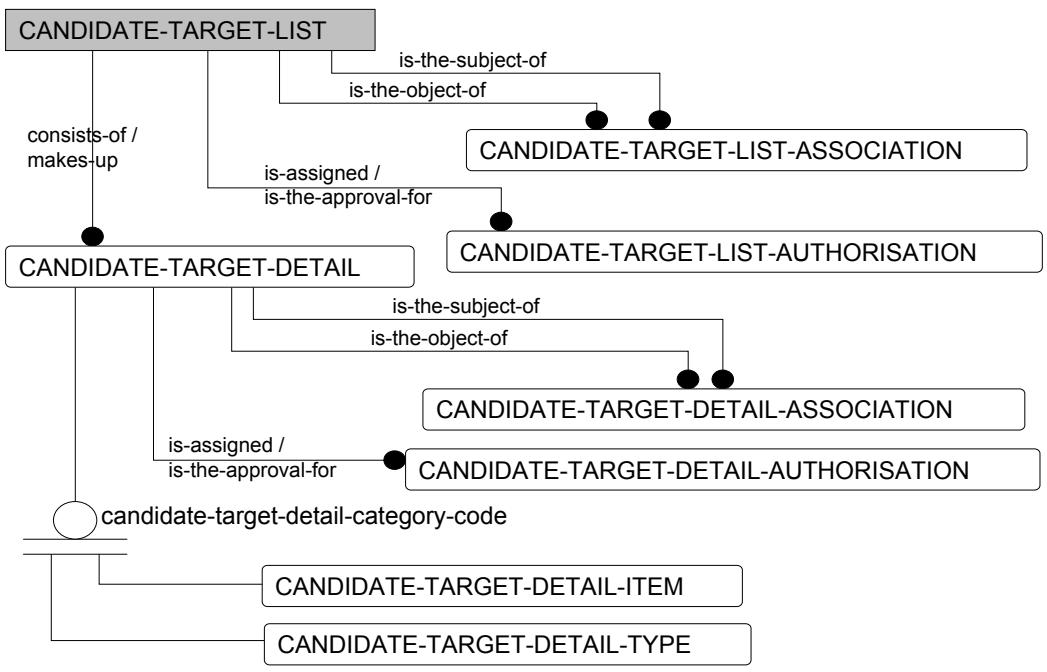 CANDIDATE-TARGET-LIST
is-the-subject-of
is-the-object-of
consists-of /
makes-up
CANDIDATE-TARGET-LIST-ASSOCIATION
is-assigned /
is-the-approval-for
CANDIDATE-TARGET-LIST-AUTHORISATION
CANDIDATE-TARGET-DETAIL
is-the-subject-of
is-the-object-of
CANDIDATE-TARGET-DETAIL-ASSOCIATION
is-assigned /
is-the-approval-for
CANDIDATE-TARGET-DETAIL-AUTHORISATION
candidate-target-detail-category-code
CANDIDATE-TARGET-DETAIL-ITEM
CANDIDATE-TARGET-DETAIL-TYPE